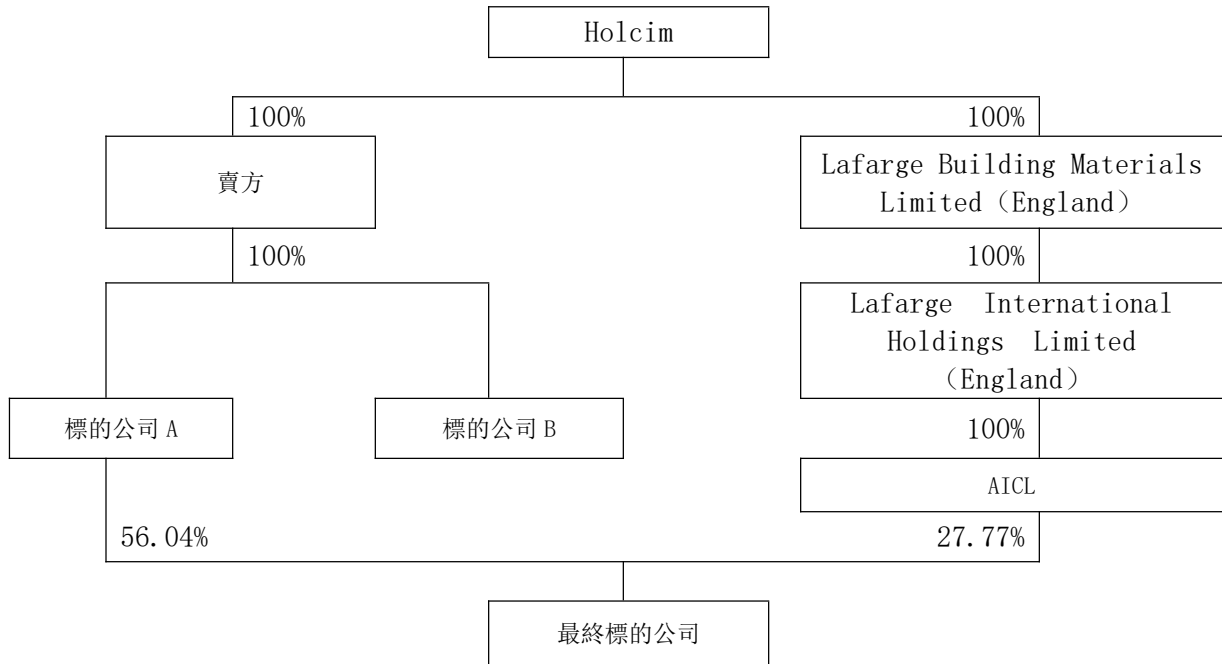 Holcim
100%
100%
賣方
Lafarge Building Materials
Limited（England）
100%
100%
Lafarge International
Holdings Limited
（England）
標的公司 A
標的公司 B
100%
AICL
56.04%
27.77%
最終標的公司